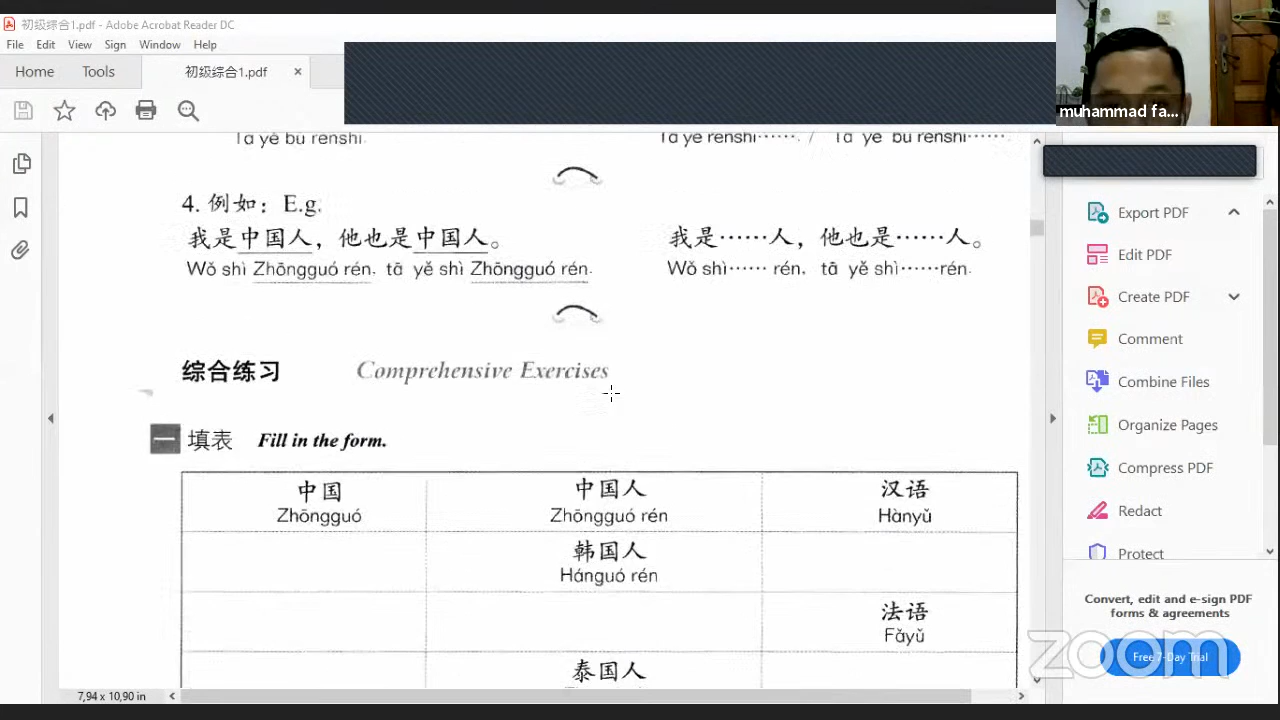 初级综合1.pdf - Adobe Acrobat Reader DC
File Edit View Sign Window Help
Home Tools 初级综合1.pdf ×
muhammad fa...
Tā yě bú rènshi.
Tā yě rènshi……. / Tā yě bú rènshi…….
4. 例如：E.g.
我是中国人，他也是中国人。
Wǒ shì Zhōngguó rén, tā yě shì Zhōngguó rén.
我是……人，他也是……人。
Wǒ shì…… rén, tā yě shì……rén.
综合练习 Comprehensive Exercises
一 填表 Fill in the form.
中国 中国人 汉语
Zhōngguó Zhōngguó rén Hànyǔ
韩国人
Hánguó rén
法语
Fǎyǔ
泰国人
7,94 x 10,90 in
Export PDF
Edit PDF
Create PDF
Comment
Combine Files
Organize Pages
Compress PDF
Redact
Protect
Convert, edit and e-sign PDF
forms & agreements
Free 7-Day Trial
zoom